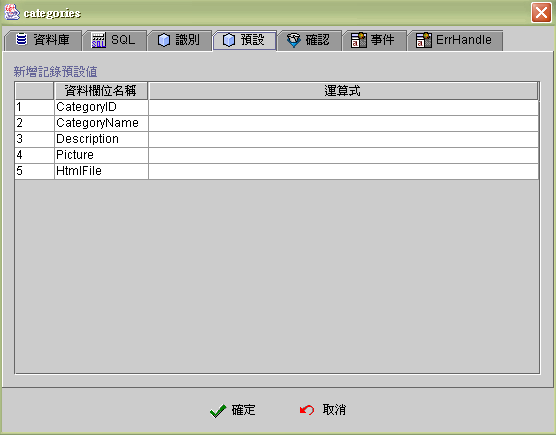 categories
資料庫 SQL 識別 預設 確認 事件 ErrHandle
新增記錄預設值
資料欄位名稱 運算式
1 CategoryID
2 CategoryName
3 Description
4 Picture
5 HtmlFile
確定 取消